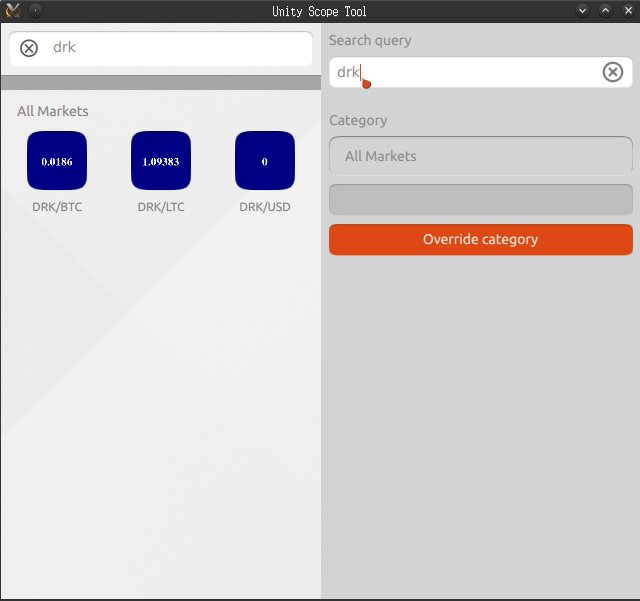 Unity Scope Tool
drk
All Markets
0.0186
1.09383
0
DRK/BTC
DRK/LTC
DRK/USD
Search query
drk
Category
All Markets
Override category